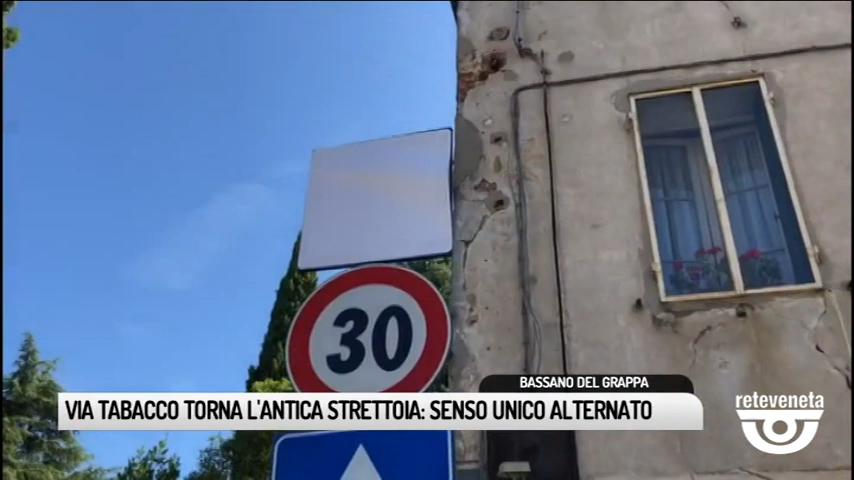 30
BASSANO DEL GRAPPA
VIA TABACCO TORNA L'ANTICA STRETTOIA: SENSO UNICO ALTERNATO
reteveneta